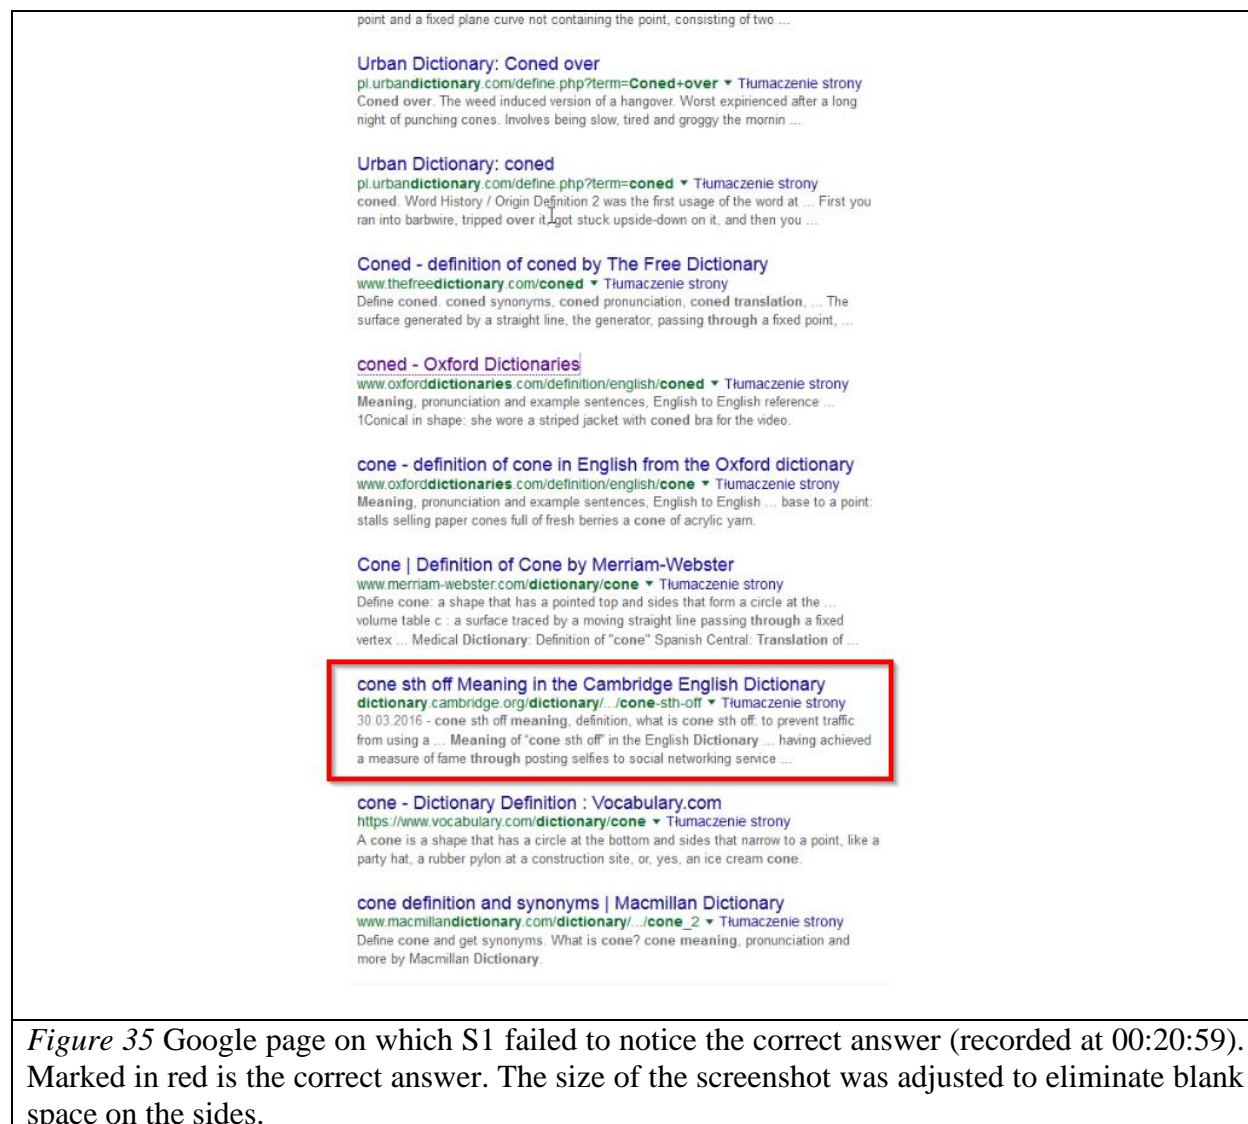 point and a fixed plane curve not containing the point, consisting of two ...
Urban Dictionary: Coned over
pl.urbandictionary.com/define.php?term=Coned+over ▾ Tłumaczenie strony
Coned over. The weed induced version of a hangover. Worst expirienced after a long
night of punching cones. Involves being slow, tired and groggy the mornin ...
Urban Dictionary: coned
pl.urbandictionary.com/define.php?term=coned ▾ Tłumaczenie strony
coned. Word History / Origin Definition 2 was the first usage of the word at ... First you
ran into barbwire, tripped over it, got stuck upside-down on it, and then you ...
Coned - definition of coned by The Free Dictionary
www.thefreedictionary.com/coned ▾ Tłumaczenie strony
Define coned. coned synonyms, coned pronunciation, coned translation, ... The
surface generated by a straight line, the generator, passing through a fixed point, ...
coned - Oxford Dictionaries
www.oxforddictionaries.com/definition/english/coned ▾ Tłumaczenie strony
Meaning, pronunciation and example sentences, English to English reference ...
1Conical in shape: she wore a striped jacket with coned bra for the video.
cone - definition of cone in English from the Oxford dictionary
www.oxforddictionaries.com/definition/english/cone ▾ Tłumaczenie strony
Meaning, pronunciation and example sentences, English to English ... base to a point:
stalls selling paper cones full of fresh berries a cone of acrylic yarn.
Cone | Definition of Cone by Merriam-Webster
www.merriam-webster.com/dictionary/cone ▾ Tłumaczenie strony
Define cone: a shape that has a pointed top and sides that form a circle at the ...
volume table c : a surface traced by a moving straight line passing through a fixed
vertex ... Medical Dictionary: Definition of "cone" Spanish Central: Translation of ...
cone sth off Meaning in the Cambridge English Dictionary
dictionary.cambridge.org/dictionary/.../cone-sth-off ▾ Tłumaczenie strony
30.03.2016 - cone sth off meaning, definition, what is cone sth off: to prevent traffic
from using a ... Meaning of "cone sth off" in the English Dictionary ... having achieved
a measure of fame through posting selfies to social networking service ...
cone - Dictionary Definition : Vocabulary.com
https://www.vocabulary.com/dictionary/cone ▾ Tłumaczenie strony
A cone is a shape that has a circle at the bottom and sides that narrow to a point, like a
party hat, a rubber pylon at a construction site, or, yes, an ice cream cone.
cone definition and synonyms | Macmillan Dictionary
www.macmillandictionary.com/dictionary/.../cone_2 ▾ Tłumaczenie strony
Define cone and get synonyms. What is cone? cone meaning, pronunciation and
more by Macmillan Dictionary.
Figure 35 Google page on which S1 failed to notice the correct answer (recorded at 00:20:59).
Marked in red is the correct answer. The size of the screenshot was adjusted to eliminate blank
space on the sides.